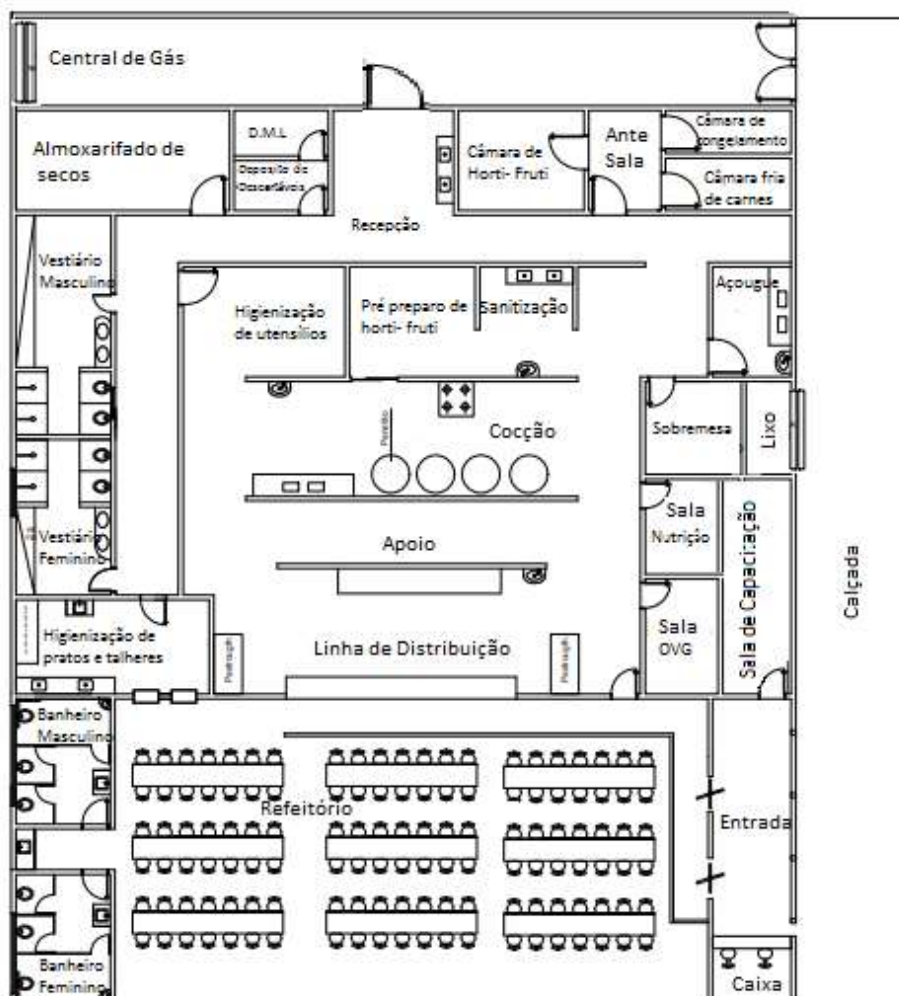 Central de Gás
Almoxarifado de
secos
D.M.L
Deposito de
Descartáveis
Câmara de
Horti- Fruti
Ante
Sala
Câmara de
congelamento
Câmara fria
de carnes
Recepção
Vestiário
Masculino
Higienização
de utensílios
Pré preparo de
horti- fruti
Sanitização
Açougue
Cocção
Sobremesa
Lixo
Apoio
Sala
Nutrição
Sala de Capacitação
Calçada
Vestiário
Feminino
Higienização de
pratos e talheres
Linha de Distribuição
Sala
OVG
Banheiro
Masculino
Refeitório
Entrada
Banheiro
Feminino
Caixa